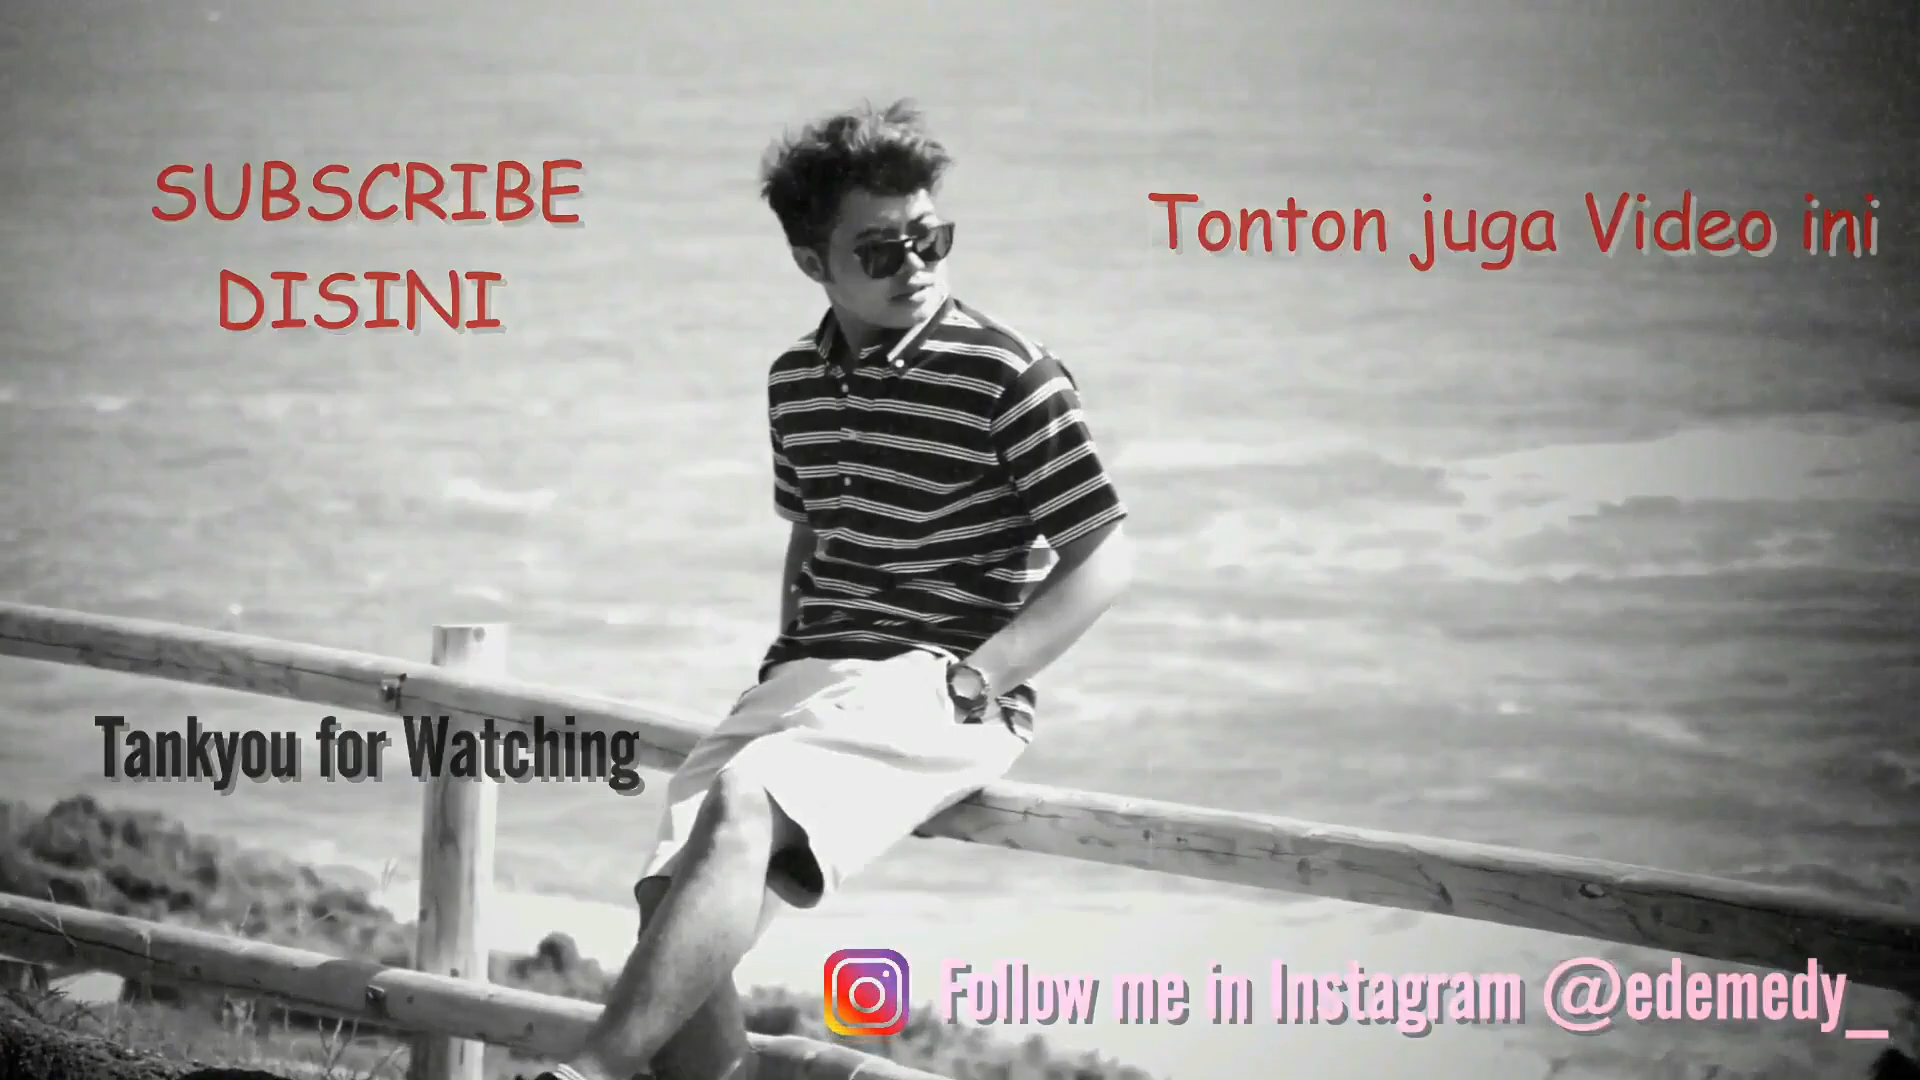 SUBSCRIBE
DISINI
Tonton juga Video ini
Tankyou for Watching
Follow me in Instagram @edemedy_